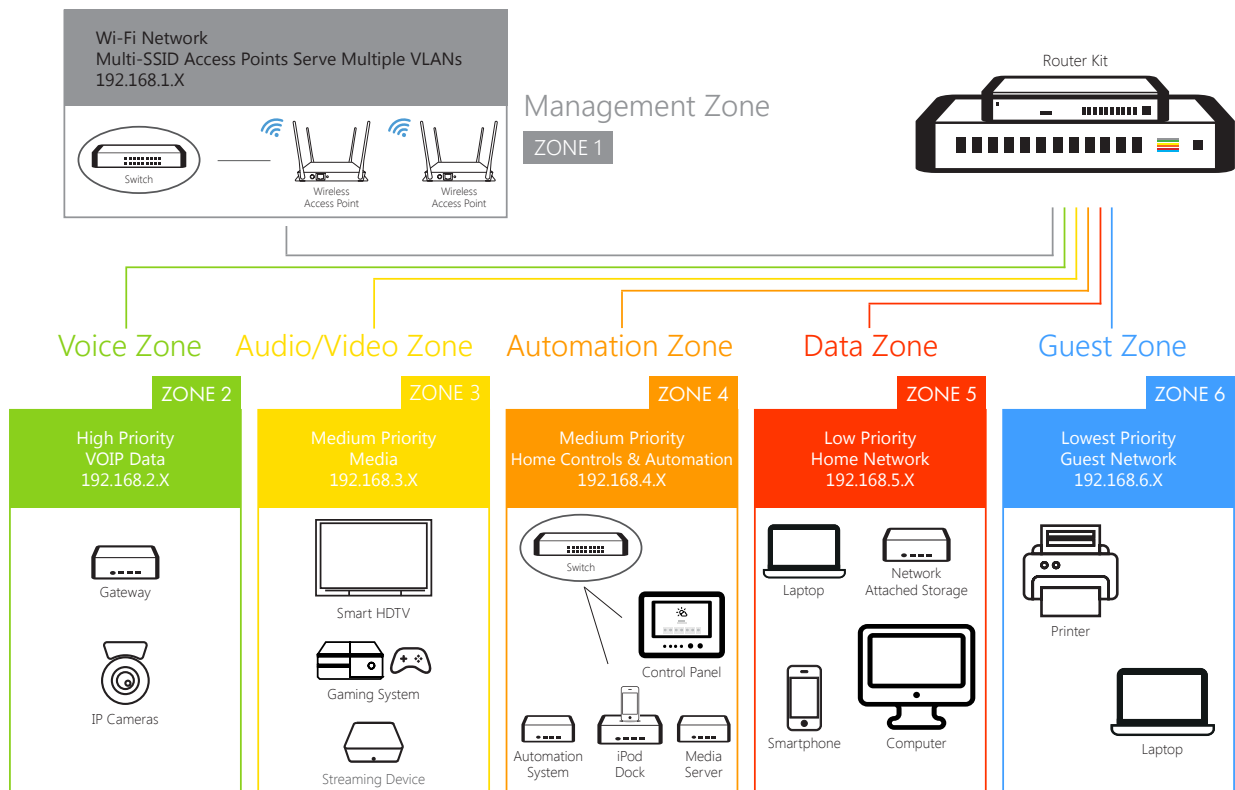 Wi-Fi Network
Multi-SSID Access Points Serve Multiple VLANs
192.168.1.X
Switch
Wireless
Access Point
Wireless
Access Point
Management Zone
ZONE 1
Router Kit
Voice Zone
ZONE 2
High Priority
VOIP Data
192.168.2.X
Gateway
IP Cameras
Audio/Video Zone
ZONE 3
Medium Priority
Media
192.168.3.X
Smart HDTV
Gaming System
Streaming Device
Automation Zone
ZONE 4
Medium Priority
Home Controls & Automation
192.168.4.X
Switch
Control Panel
Automation
System
iPod
Dock
Media
Server
Data Zone
ZONE 5
Low Priority
Home Network
192.168.5.X
Laptop
Network
Attached Storage
Smartphone
Computer
Guest Zone
ZONE 6
Lowest Priority
Guest Network
192.168.6.X
Printer
Laptop